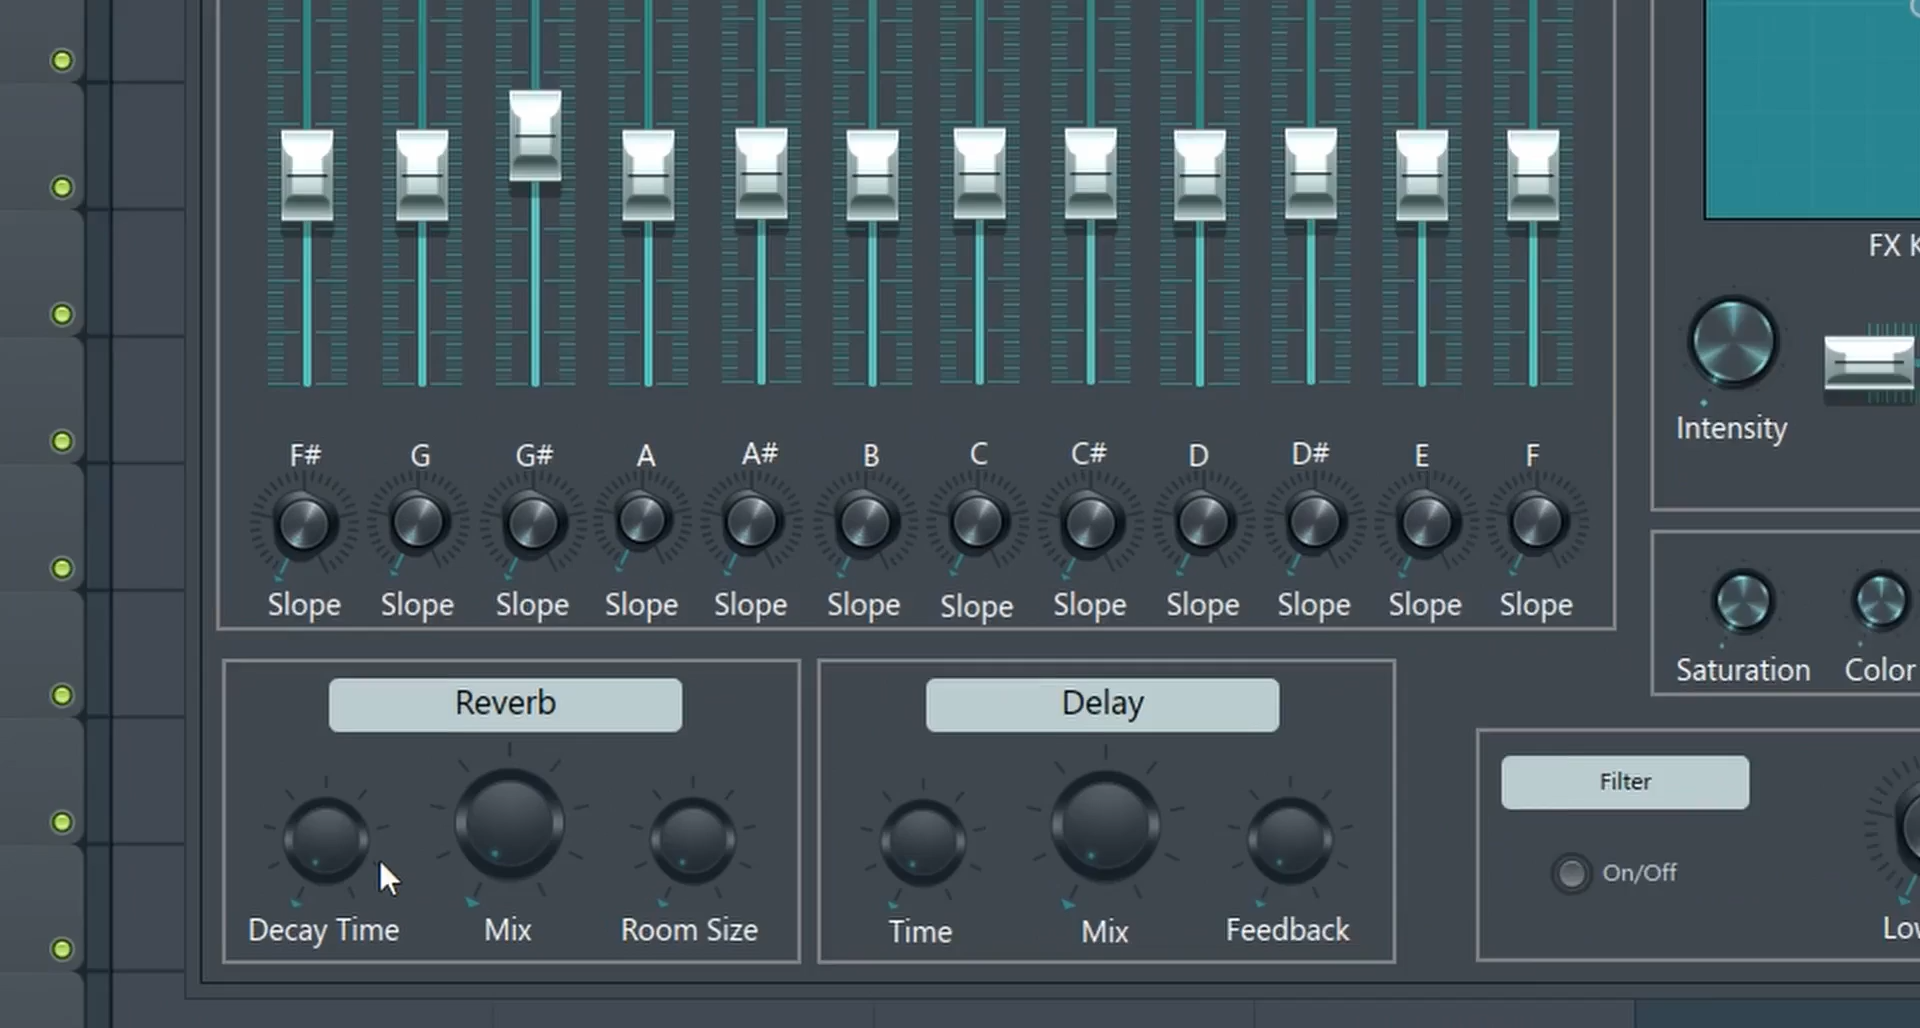 FX
Intensity
F# G G# A A# B C C# D D# E F
Slope Slope Slope Slope Slope Slope Slope Slope Slope Slope Slope Slope
Saturation Color
Reverb
Decay Time Mix Room Size
Delay
Time Mix Feedback
Filter
On/Off